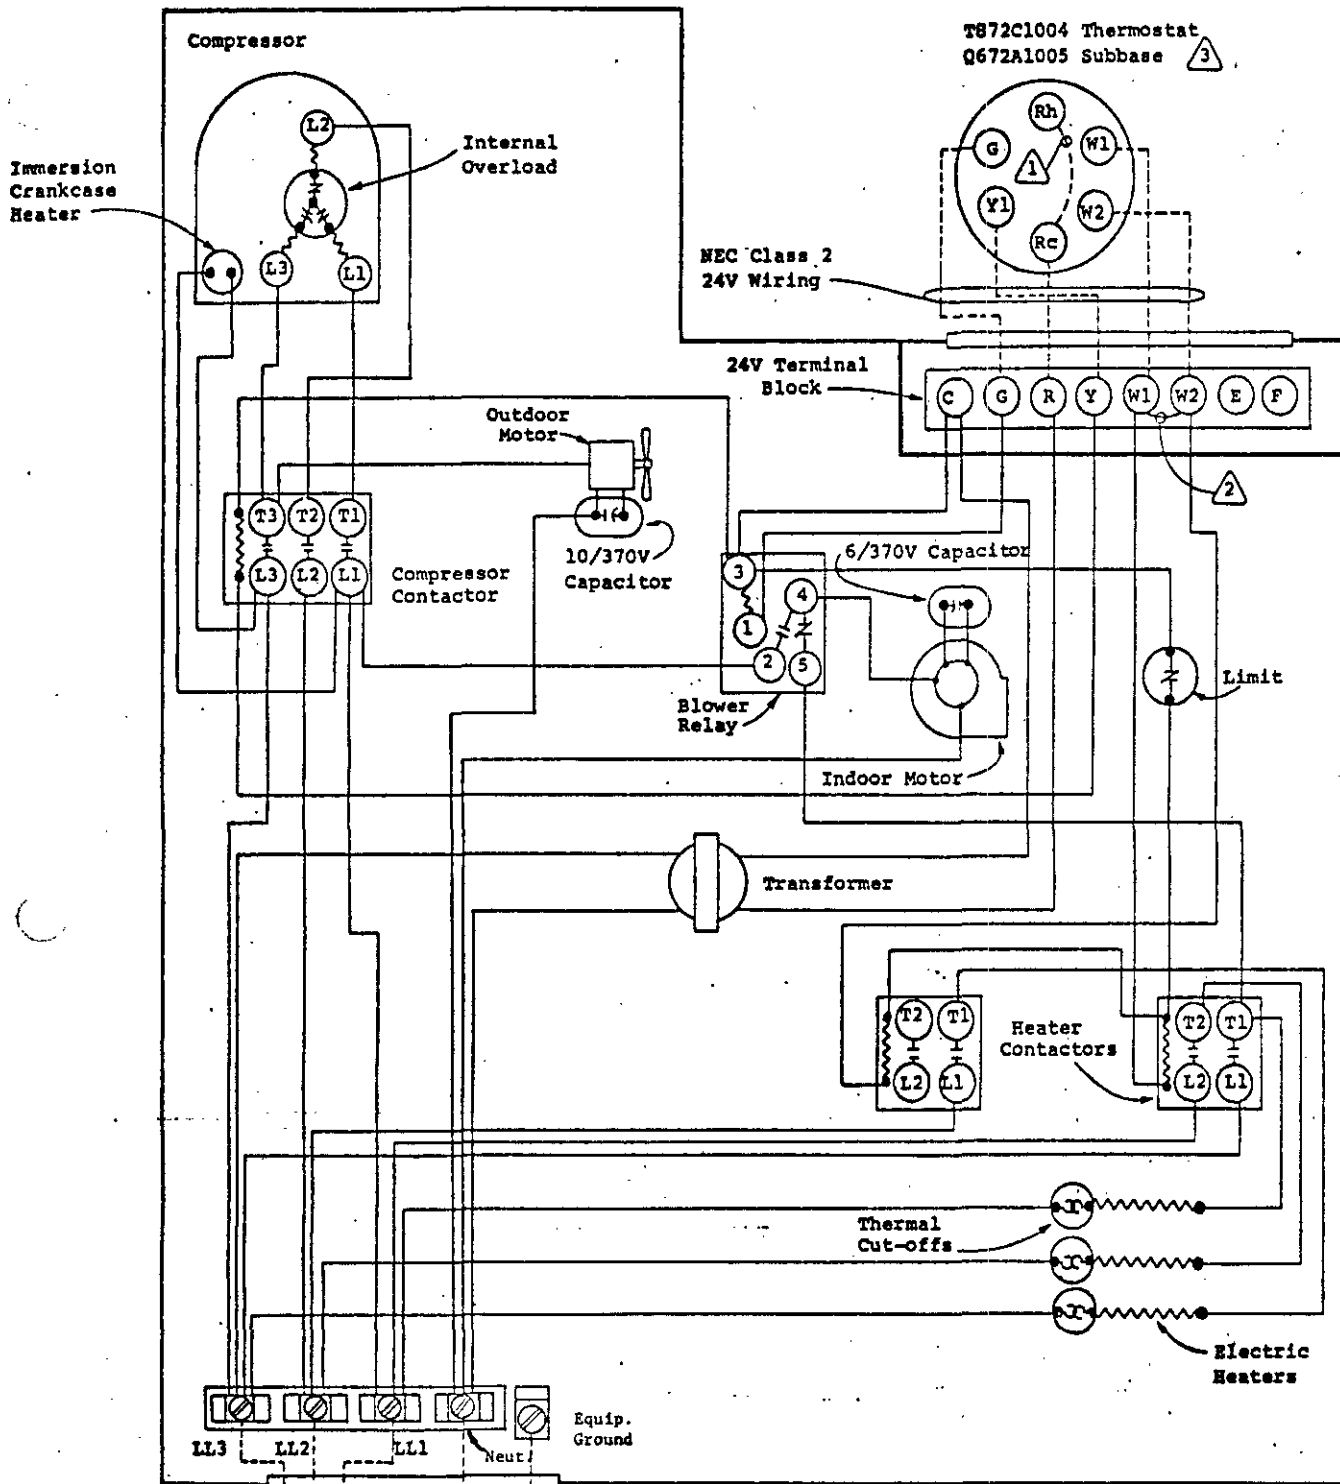 Compressor
T872C1004 Thermostat
Q672A1005 Subbase 3
L2
Internal
Overload
Immersion
Crankcase
Heater
L3
L1
Rh
G
W1
1
Y1
W2
Rc
NEC Class 2
24V Wiring
24V Terminal
Block
C G R Y W1 W2 E F
2
Outdoor
Motor
10/370V
Capacitor
T3 T2 T1
L3 L2 L1
Compressor
Contactor
6/370V Capacitor
3
4
1
2
5
Blower
Relay
Limit
Indoor Motor
Transformer
T2 T1
L2 L1
Heater
Contactors
T2 T1
L2 L1
Thermal
Cut-offs
Electric
Heaters
LL3
LL2
LL1
Neut.
Equip.
Ground